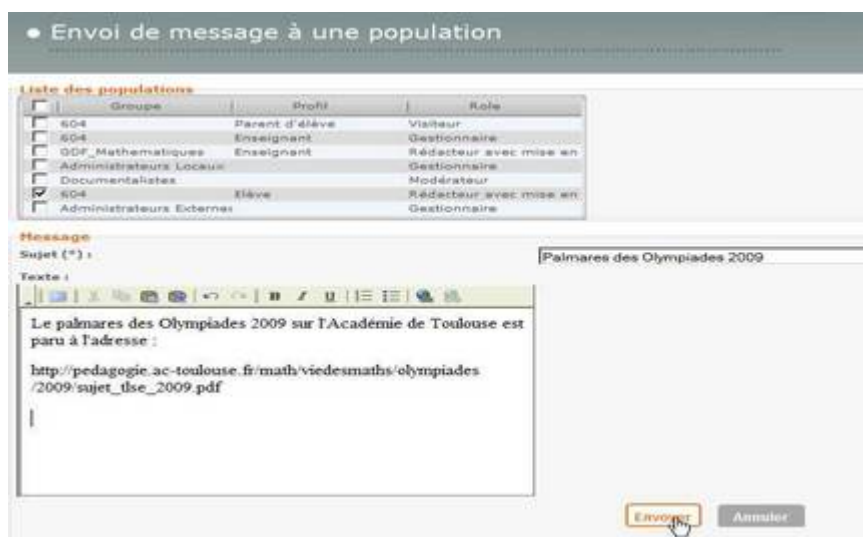 Envoi de message à une population
Liste des populations
Groupe Profil Role
604 Parent d'élève Visiteur
604 Enseignant Gestionnaire
GDF_Mathematiques Enseignant Rédacteur avec mise en
Administrateurs Locaux Gestionnaire
Documentalistes Modérateur
604 Elève Rédacteur avec mise en
Administrateurs Externes Gestionnaire
Message
Sujet (*) : Palmares des Olympiades 2009
Texte :
B I U
Le palmares des Olympiades 2009 sur l'Académie de Toulouse est
paru à l'adresse :
http://pedagogie.ac-toulouse.fr/math/viedesmaths/olympiades
/2009/sujet_tlse_2009.pdf
Envoyer Annuler